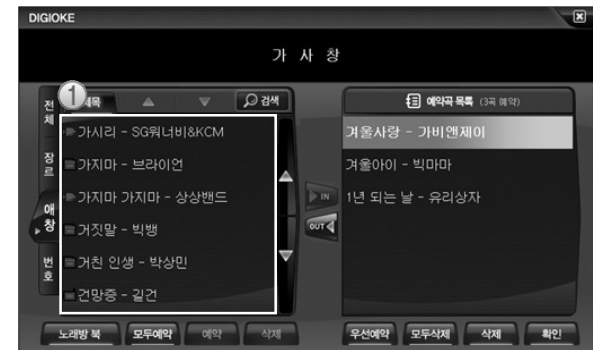 DIGIOKE
가 사 창
전체
장르
애창
번호
①
제목
검색
가시리 - SG워너비&KCM
가지마 - 브라이언
가지마 가지마 - 상상밴드
거짓말 - 빅뱅
거친 인생 - 박상민
건망증 - 길건
노래방 북
모두예약
예약
삭제
IN
OUT
예약곡 목록 (3곡 예약)
겨울사랑 - 가비앤제이
겨울아이 - 빅마마
1년 되는 날 - 유리상자
우선예약
모두삭제
삭제
확인